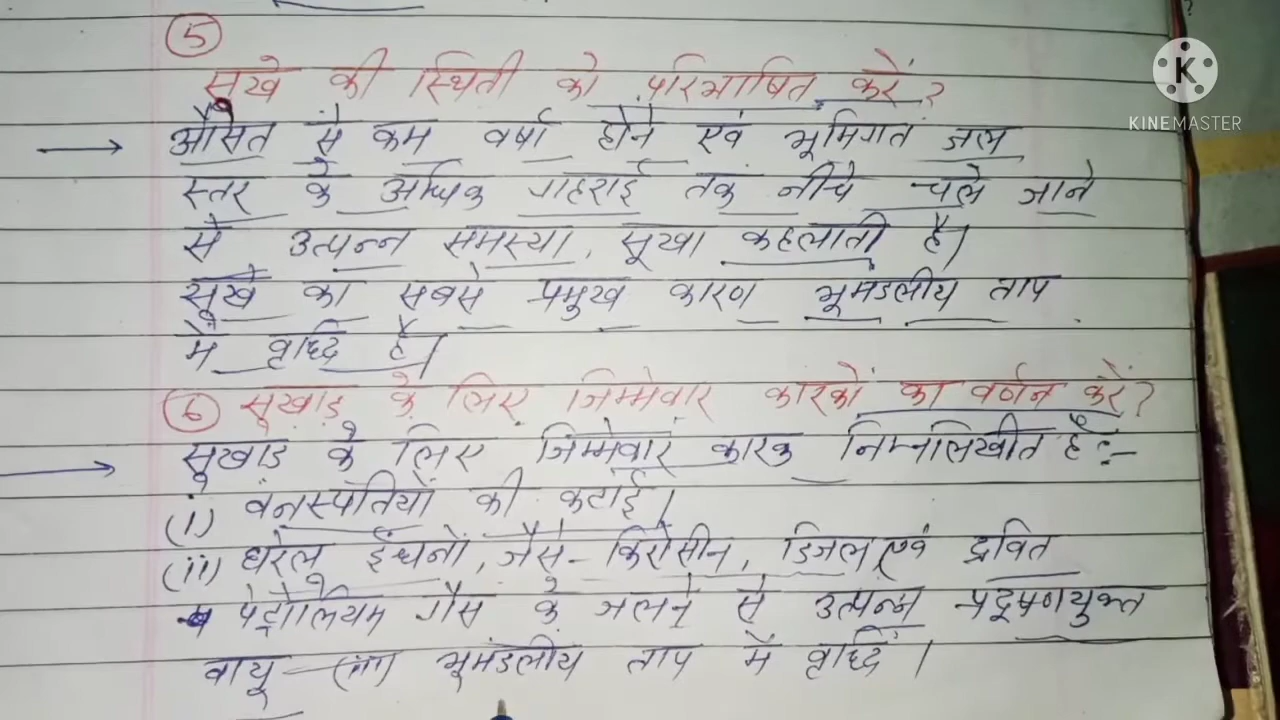 5
सूखे की स्थिती को परिभाषित करें?
औसत से कम वर्षा होने एवं भूमिगत जल
स्तर के अधिक गहराई तक नीचे चले जाने
से उत्पन्न समस्या, सूखा कहलाती है।
सूखे का सबसे प्रमुख कारण भूमंडलीय ताप
में वृद्धि है।
6 सूखाड़ के लिए जिम्मेवार कारकों का वर्णन करें?
सूखाड़ के लिए जिम्मेवार कारक निम्नलिखीत है:-
(i) वनस्पतियों की कटाई।
(ii) घरेलू ईंधनों, जैसे- किरोसीन, डिजल एवं द्रवित
पेट्रोलियम गैस के जलने से उत्पन्न प्रदूषणयुक्त
वायू (iii) भूमंडलीय ताप में वृद्धि।
K
KINEMASTER